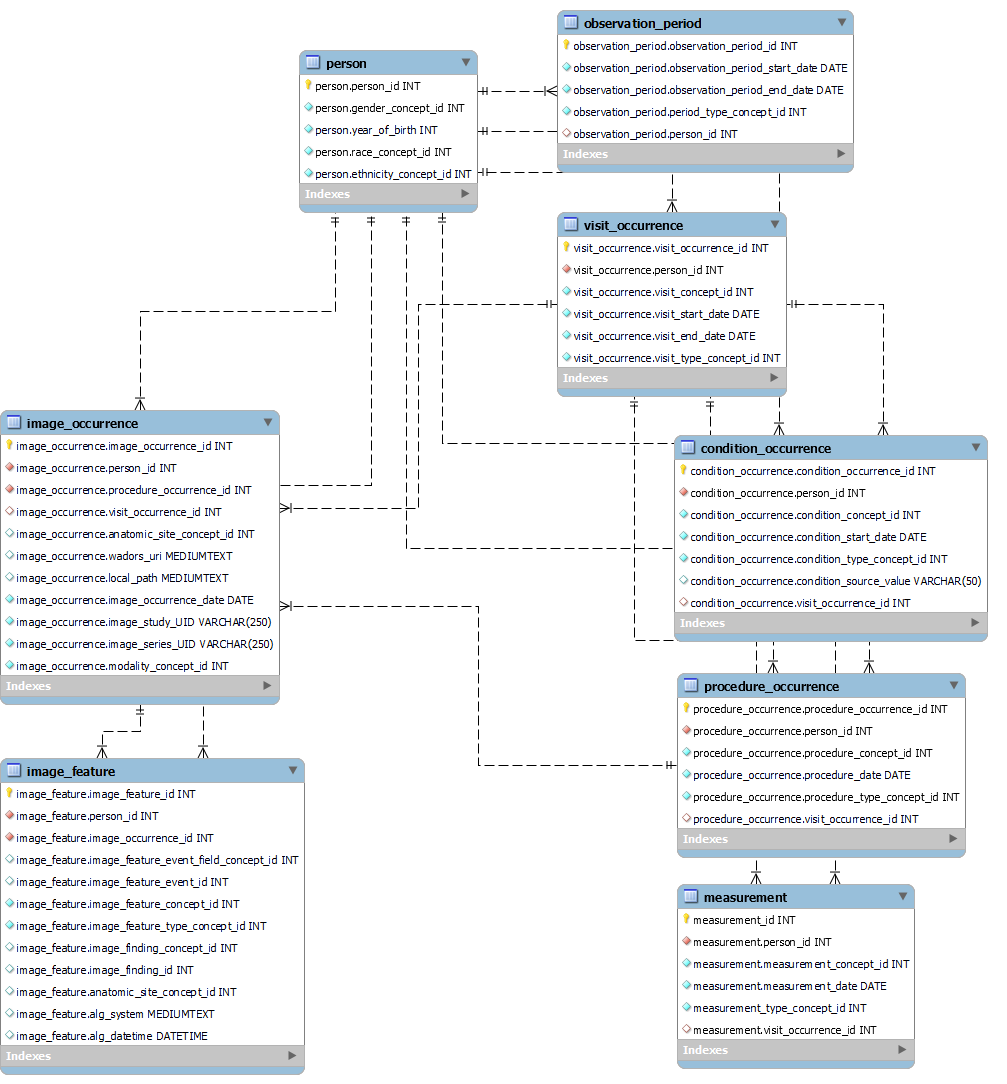 observation_period
observation_period.observation_period_id INT
observation_period.observation_period_start_date DATE
observation_period.observation_period_end_date DATE
observation_period.period_type_concept_id INT
observation_period.person_id INT
Indexes
person
person.person_id INT
person.gender_concept_id INT
person.year_of_birth INT
person.race_concept_id INT
person.ethnicity_concept_id INT
Indexes
visit_occurrence
visit_occurrence.visit_occurrence_id INT
visit_occurrence.person_id INT
visit_occurrence.visit_concept_id INT
visit_occurrence.visit_start_date DATE
visit_occurrence.visit_end_date DATE
visit_occurrence.visit_type_concept_id INT
Indexes
image_occurrence
image_occurrence.image_occurrence_id INT
image_occurrence.person_id INT
image_occurrence.procedure_occurrence_id INT
image_occurrence.visit_occurrence_id INT
image_occurrence.anatomic_site_concept_id INT
image_occurrence.wadors_uri MEDIUMTEXT
image_occurrence.local_path MEDIUMTEXT
image_occurrence.image_occurrence_date DATE
image_occurrence.image_study_UID VARCHAR(250)
image_occurrence.image_series_UID VARCHAR(250)
image_occurrence.modality_concept_id INT
Indexes
condition_occurrence
condition_occurrence.condition_occurrence_id INT
condition_occurrence.person_id INT
condition_occurrence.condition_concept_id INT
condition_occurrence.condition_start_date DATE
condition_occurrence.condition_type_concept_id INT
condition_occurrence.condition_source_value VARCHAR(50)
condition_occurrence.visit_occurrence_id INT
Indexes
procedure_occurrence
procedure_occurrence.procedure_occurrence_id INT
procedure_occurrence.person_id INT
procedure_occurrence.procedure_concept_id INT
procedure_occurrence.procedure_date DATE
procedure_occurrence.procedure_type_concept_id INT
procedure_occurrence.visit_occurrence_id INT
Indexes
image_feature
image_feature.image_feature_id INT
image_feature.person_id INT
image_feature.image_occurrence_id INT
image_feature.image_feature_event_field_concept_id INT
image_feature.image_feature_event_id INT
image_feature.image_feature_concept_id INT
image_feature.image_feature_type_concept_id INT
image_feature.image_finding_concept_id INT
image_feature.image_finding_id INT
image_feature.anatomic_site_concept_id INT
image_feature.alg_system MEDIUMTEXT
image_feature.alg_datetime DATETIME
Indexes
measurement
measurement_id INT
measurement.person_id INT
measurement.measurement_concept_id INT
measurement.measurement_date DATE
measurement_type_concept_id INT
measurement.visit_occurrence_id INT
Indexes